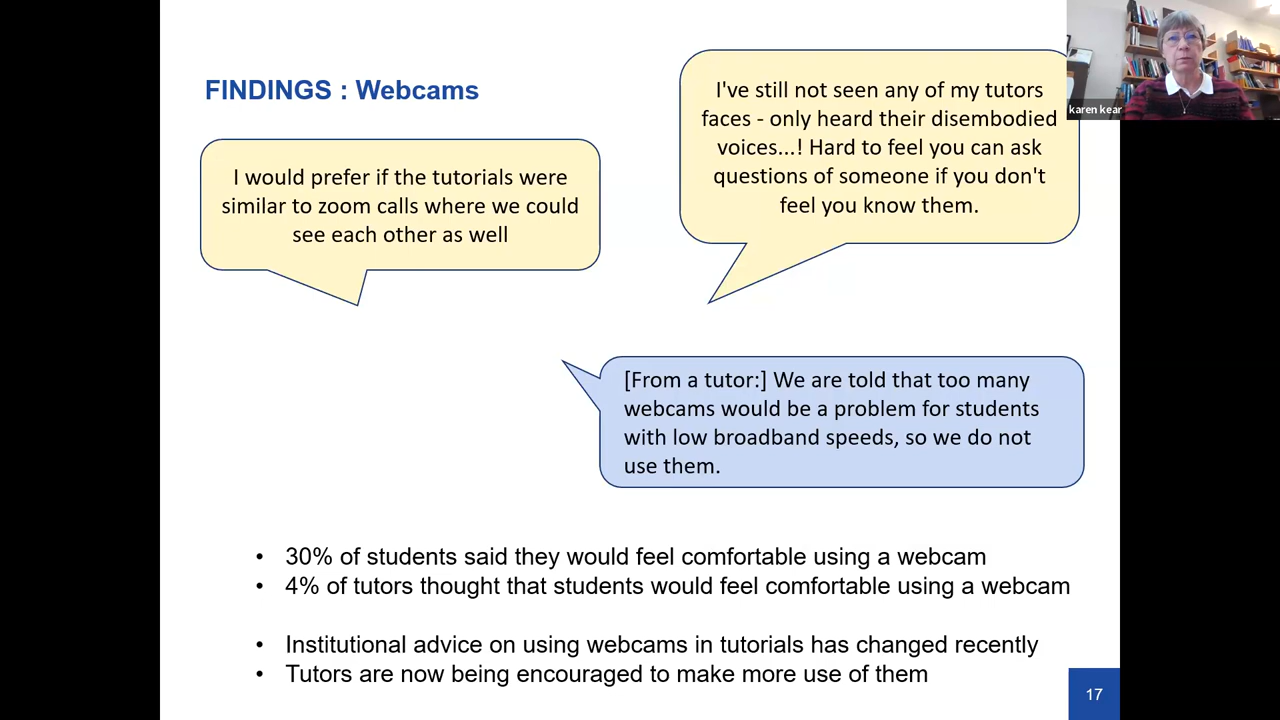 FINDINGS : Webcams
I would prefer if the tutorials were
similar to zoom calls where we could
see each other as well
I've still not seen any of my tutors
faces - only heard their disembodied
voices...! Hard to feel you can ask
questions of someone if you don't
feel you know them.
karen kear
[From a tutor:] We are told that too many
webcams would be a problem for students
with low broadband speeds, so we do not
use them.
• 30% of students said they would feel comfortable using a webcam
• 4% of tutors thought that students would feel comfortable using a webcam
• Institutional advice on using webcams in tutorials has changed recently
• Tutors are now being encouraged to make more use of them
17